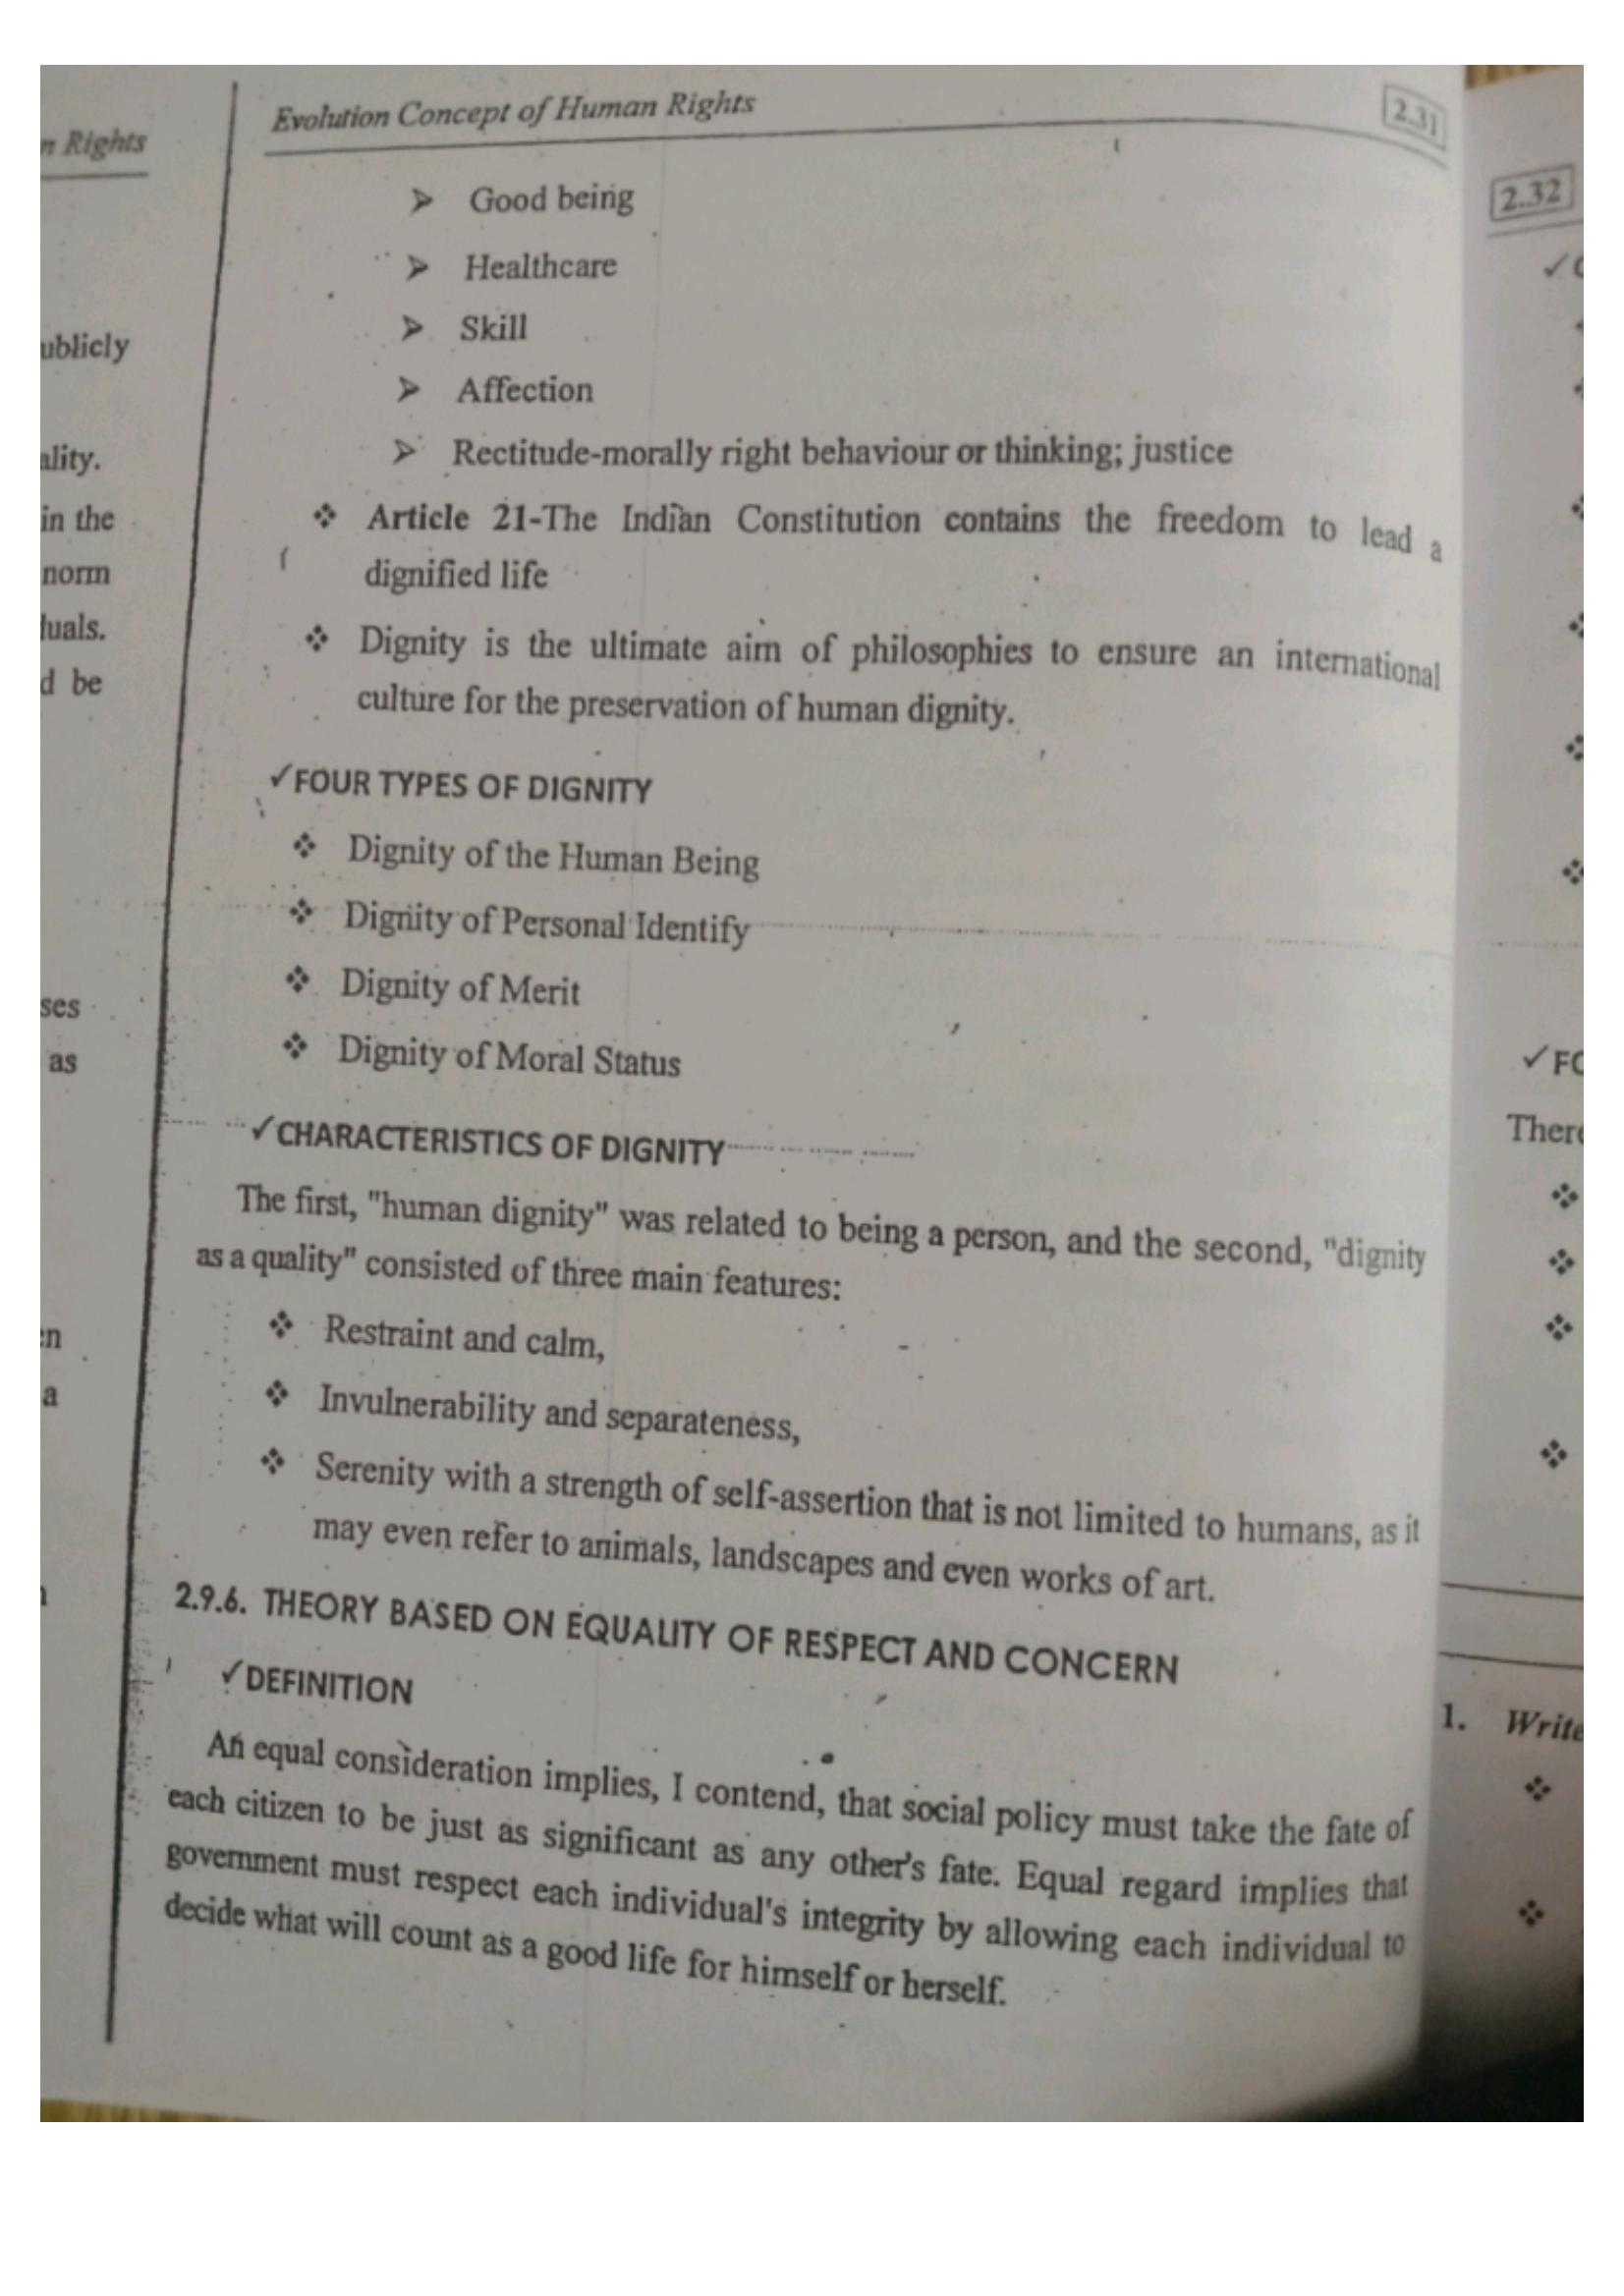 Evolution Concept of Human Rights
2.31
➤ Good being
➤ Healthcare
➤ Skill
➤ Affection
➤ Rectitude-morally right behaviour or thinking; justice
❖ Article 21-The Indian Constitution contains the freedom to lead a
dignified life
❖ Dignity is the ultimate aim of philosophies to ensure an international
culture for the preservation of human dignity.
✓FOUR TYPES OF DIGNITY
❖ Dignity of the Human Being
❖ Dignity of Personal Identify
❖ Dignity of Merit
❖ Dignity of Moral Status
✓CHARACTERISTICS OF DIGNITY
The first, "human dignity" was related to being a person, and the second, "dignity
as a quality" consisted of three main features:
❖ Restraint and calm,
❖ Invulnerability and separateness,
❖ Serenity with a strength of self-assertion that is not limited to humans, as it
may even refer to animals, landscapes and even works of art.
2.9.6. THEORY BASED ON EQUALITY OF RESPECT AND CONCERN
✓DEFINITION
An equal consideration implies, I contend, that social policy must take the fate of
each citizen to be just as significant as any other's fate. Equal regard implies that
government must respect each individual's integrity by allowing each individual to
decide what will count as a good life for himself or herself.
Rights
in the
norm
be
ses
as
a
2.32
1. Write